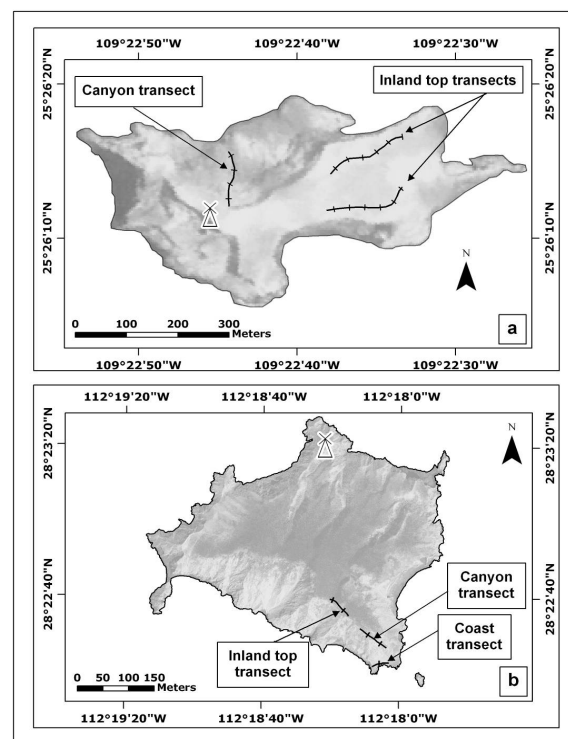 109°22'50"W 109°22'40"W 109°22'30"W
25°26'20"N
25°26'20"N
Canyon transect
Inland top transects
25°26'10"N
25°26'10"N
N
0 100 200 300
Meters
a
109°22'50"W 109°22'40"W 109°22'30"W
112°19'20"W 112°18'40"W 112°18'0"W
28°23'20"N
28°23'20"N
N
28°22'40"N
28°22'40"N
Canyon
transect
Inland top
transect
Coast
transect
0 50 100 150
Meters
b
112°19'20"W 112°18'40"W 112°18'0"W